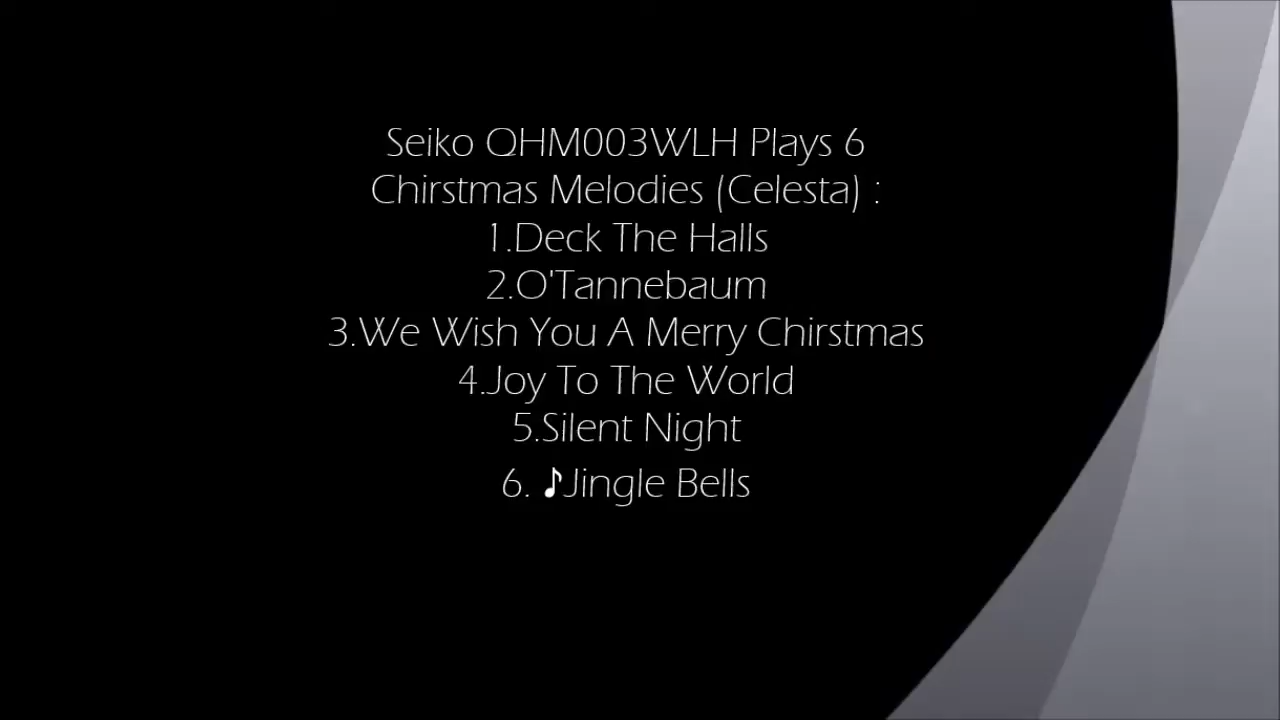 Seiko QHM003WLH Plays 6
Chirstmas Melodies (Celesta) :
1.Deck The Halls
2.O'Tannebaum
3.We Wish You A Merry Chirstmas
4.Joy To The World
5.Silent Night
6. ♪Jingle Bells